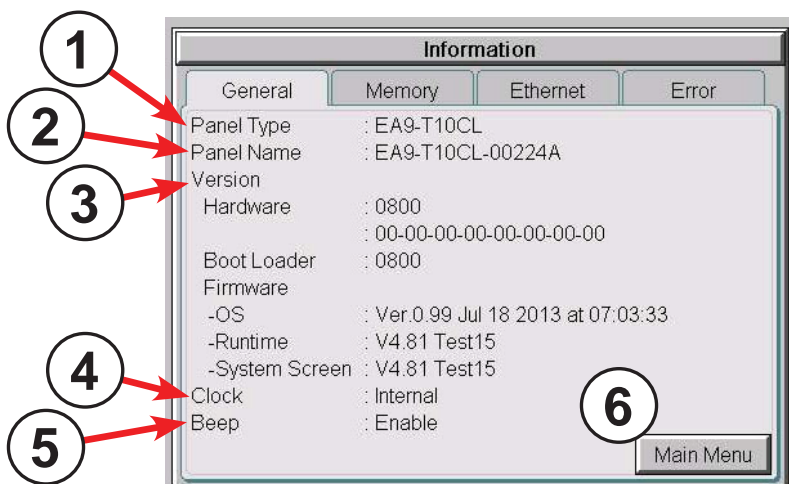 Information
General Memory Ethernet Error
1
Panel Type : EA9-T10CL
2
Panel Name : EA9-T10CL-00224A
3
Version
Hardware : 0800
: 00-00-00-00-00-00-00-00
Boot Loader : 0800
Firmware
-OS : Ver.0.99 Jul 18 2013 at 07:03:33
-Runtime : V4.81 Test15
-System Screen : V4.81 Test15
4
Clock : Internal
5
Beep : Enable
6
Main Menu